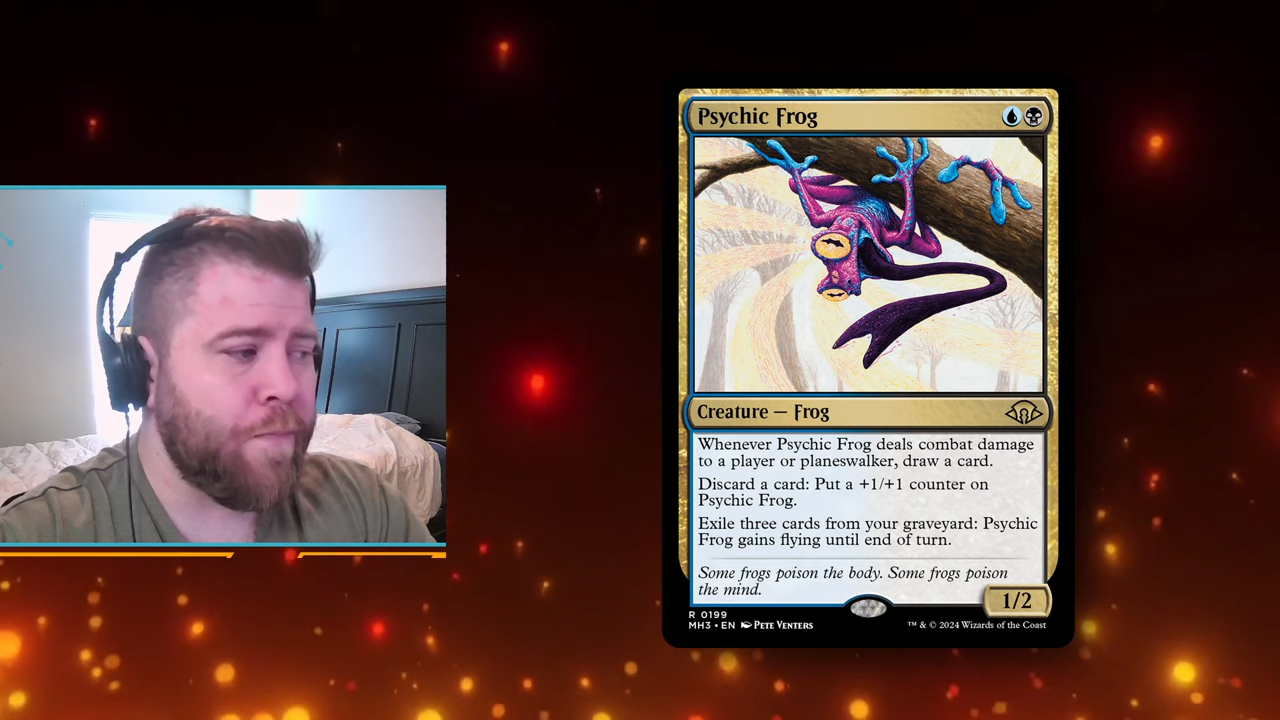 Psychic Frog
Creature — Frog
Whenever Psychic Frog deals combat damage
to a player or planeswalker, draw a card.
Discard a card: Put a +1/+1 counter on
Psychic Frog.
Exile three cards from your graveyard: Psychic
Frog gains flying until end of turn.
Some frogs poison the body. Some frogs poison
the mind.
1/2
R 0199
MH3 • EN Pete Venters
™ & © 2024 Wizards of the Coast